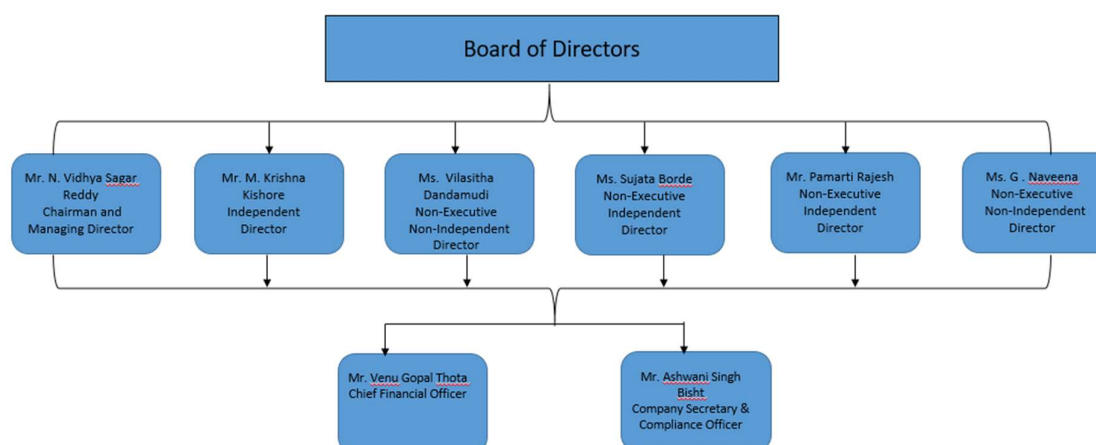 Board of Directors
Mr. N. Vidhya Sagar
Reddy
Chairman and
Managing Director
Mr. M. Krishna
Kishore
Independent
Director
Ms. Vilasitha
Dandamudi
Non-Executive
Non-Independent
Director
Ms. Sujata Borde
Non-Executive
Independent
Director
Mr. Pamarti Rajesh
Non-Executive
Independent
Director
Ms. G . Naveena
Non-Executive
Non-Independent
Director
Mr. Venu Gopal Thota
Chief Financial Officer
Mr. Ashwani Singh
Bisht
Company Secretary &
Compliance Officer